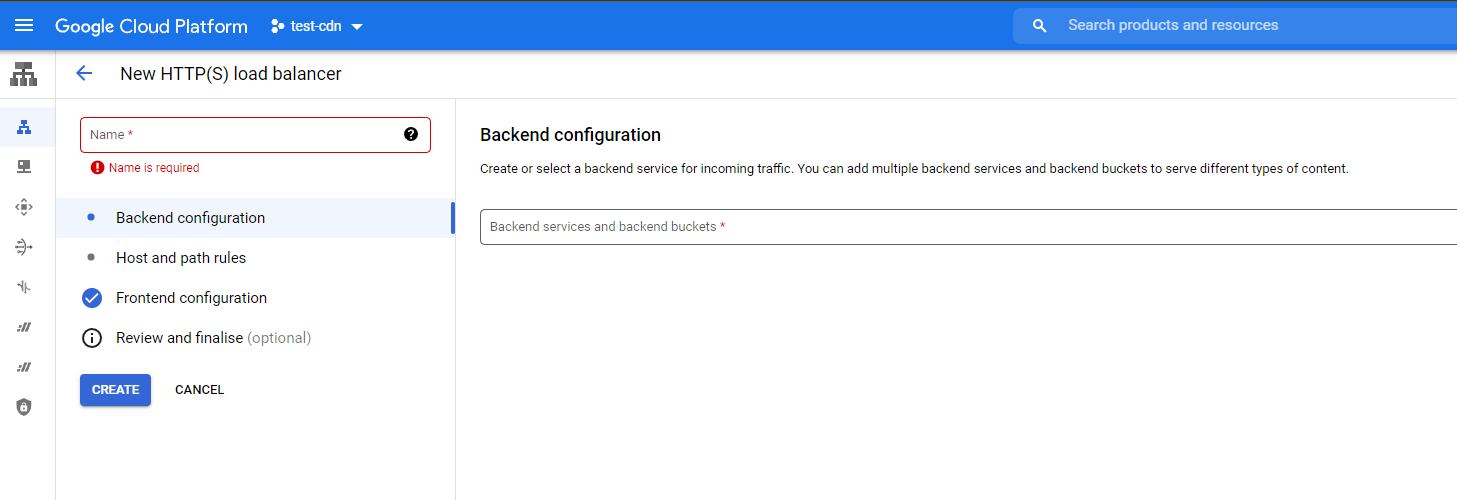 Google Cloud Platform
test-cdn
Search products and resources
New HTTP(S) load balancer
Name *
Name is required
Backend configuration
Host and path rules
Frontend configuration
Review and finalise (optional)
CREATE
CANCEL
Backend configuration
Create or select a backend service for incoming traffic. You can add multiple backend services and backend buckets to serve different types of content.
Backend services and backend buckets *